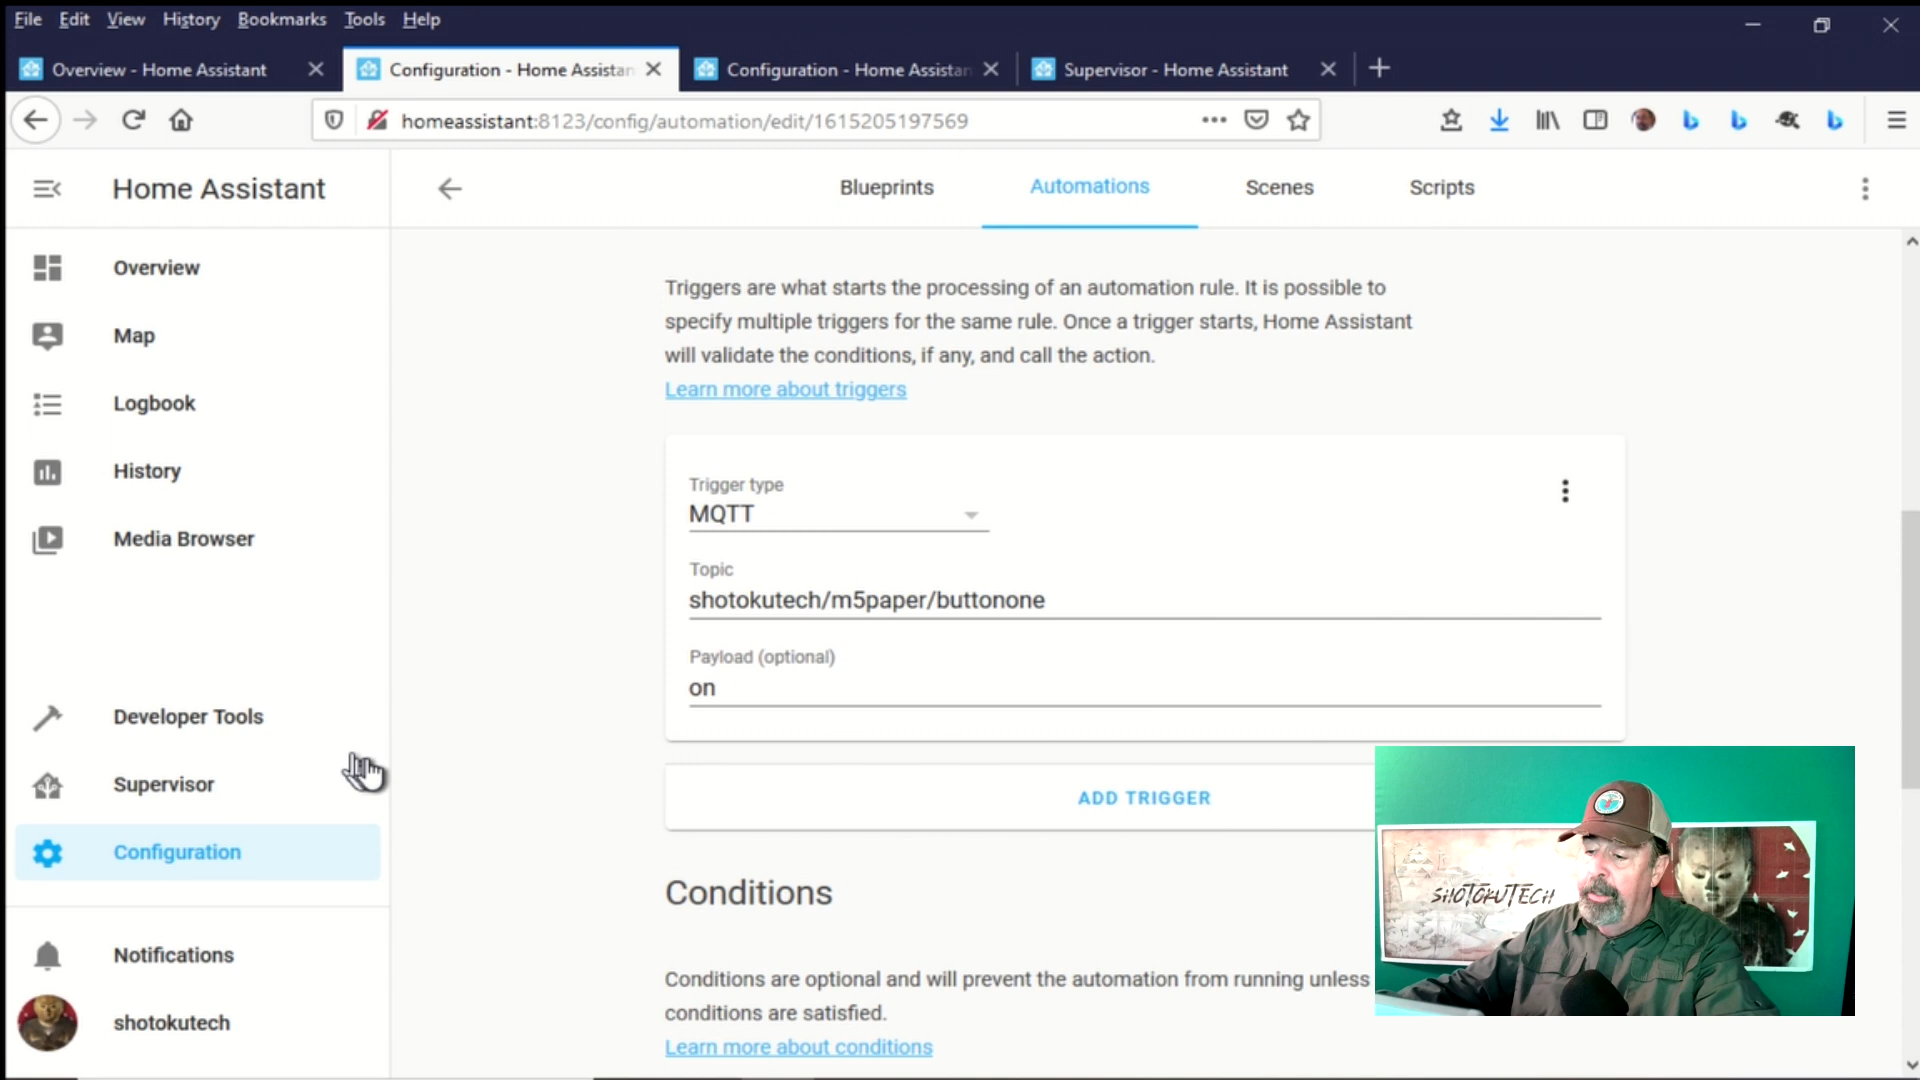 File Edit View History Bookmarks Tools Help
Overview - Home Assistant
Configuration - Home Assistan
Configuration - Home Assistan
Supervisor - Home Assistant
homeassistant:8123/config/automation/edit/1615205197569
Home Assistant
Blueprints
Automations
Scenes
Scripts
Overview
Map
Logbook
History
Media Browser
Developer Tools
Supervisor
Configuration
Notifications
shotokutech
Triggers are what starts the processing of an automation rule. It is possible to
specify multiple triggers for the same rule. Once a trigger starts, Home Assistant
will validate the conditions, if any, and call the action.
Learn more about triggers
Trigger type
MQTT
Topic
shotokutech/m5paper/buttonone
Payload (optional)
on
ADD TRIGGER
Conditions
Conditions are optional and will prevent the automation from running unless
conditions are satisfied.
Learn more about conditions
SHOTOKUTECH